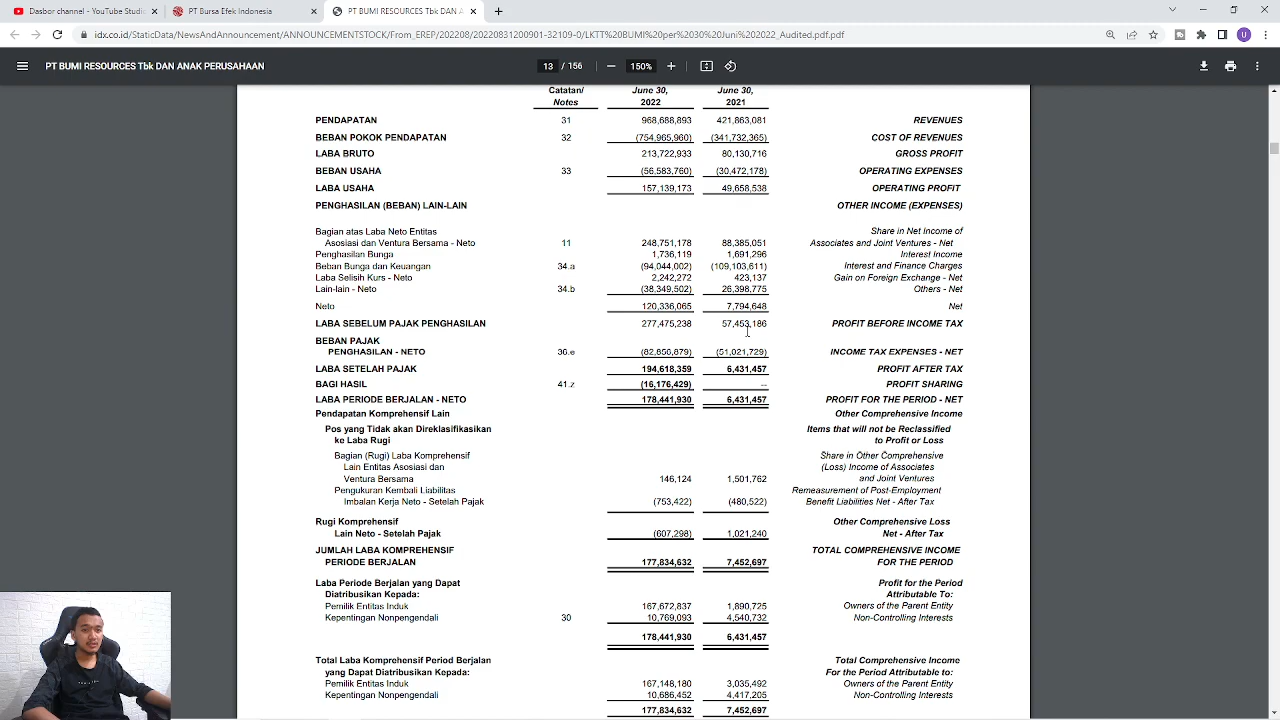 Dasbor channel - YouTube Studio
PT Bursa Efek Indonesia
PT BUMI RESOURCES Tbk DAN A
idx.co.id/StaticData/NewsAndAnnouncement/ANNOUNCEMENTSTOCK/From_EREP/202208/20220831200901-32109-0/LKTT%20BUMI%20per%2030%20Juni%202022_Audited.pdf.pdf
U
PT BUMI RESOURCES Tbk DAN ANAK PERUSAHAAN
13 / 156
150%
Catatan/ June 30, June 30,
Notes 2022 2021
PENDAPATAN 31 968,688,893 421,863,081 REVENUES
BEBAN POKOK PENDAPATAN 32 (754,965,960) (341,732,365) COST OF REVENUES
LABA BRUTO 213,722,933 80,130,716 GROSS PROFIT
BEBAN USAHA 33 (56,583,760) (30,472,178) OPERATING EXPENSES
LABA USAHA 157,139,173 49,658,538 OPERATING PROFIT
PENGHASILAN (BEBAN) LAIN-LAIN OTHER INCOME (EXPENSES)
Bagian atas Laba Neto Entitas Share in Net Income of
Asosiasi dan Ventura Bersama - Neto 11 248,751,178 88,385,051 Associates and Joint Ventures - Net
Penghasilan Bunga 1,736,119 1,691,296 Interest Income
Beban Bunga dan Keuangan 34.a (94,044,002) (109,103,611) Interest and Finance Charges
Laba Selisih Kurs - Neto 2,242,272 423,137 Gain on Foreign Exchange - Net
Lain-lain - Neto 34.b (38,349,502) 26,398,775 Others - Net
Neto 120,336,065 7,794,648 Net
LABA SEBELUM PAJAK PENGHASILAN 277,475,238 57,453,186 PROFIT BEFORE INCOME TAX
BEBAN PAJAK
PENGHASILAN - NETO 36.e (82,856,879) (51,021,729) INCOME TAX EXPENSES - NET
LABA SETELAH PAJAK 194,618,359 6,431,457 PROFIT AFTER TAX
BAGI HASIL 41.z (16,176,429) -- PROFIT SHARING
LABA PERIODE BERJALAN - NETO 178,441,930 6,431,457 PROFIT FOR THE PERIOD - NET
Pendapatan Komprehensif Lain Other Comprehensive Income
Pos yang Tidak akan Direklasifikasikan Items that will not be Reclassified
ke Laba Rugi to Profit or Loss
Bagian (Rugi) Laba Komprehensif Share in Other Comprehensive
Lain Entitas Asosiasi dan (Loss) Income of Associates
Ventura Bersama 146,124 1,501,762 and Joint Ventures
Pengukuran Kembali Liabilitas Remeasurement of Post-Employment
Imbalan Kerja Neto - Setelah Pajak (753,422) (480,522) Benefit Liabilities Net - After Tax
Rugi Komprehensif Other Comprehensive Loss
Lain Neto - Setelah Pajak (607,298) 1,021,240 Net - After Tax
JUMLAH LABA KOMPREHENSIF TOTAL COMPREHENSIVE INCOME
PERIODE BERJALAN 177,834,632 7,452,697 FOR THE PERIOD
Laba Periode Berjalan yang Dapat Profit for the Period
Diatribusikan Kepada: Attributable To:
Pemilik Entitas Induk 167,672,837 1,890,725 Owners of the Parent Entity
Kepentingan Nonpengendali 30 10,769,093 4,540,732 Non-Controlling Interests
178,441,930 6,431,457
Total Laba Komprehensif Period Berjalan Total Comprehensive Income
yang Dapat Diatribusikan Kepada: For the Period Attributable to:
Pemilik Entitas Induk 167,148,180 3,035,492 Owners of the Parent Entity
Kepentingan Nonpengendali 10,686,452 4,417,205 Non-Controlling Interests
177,834,632 7,452,697